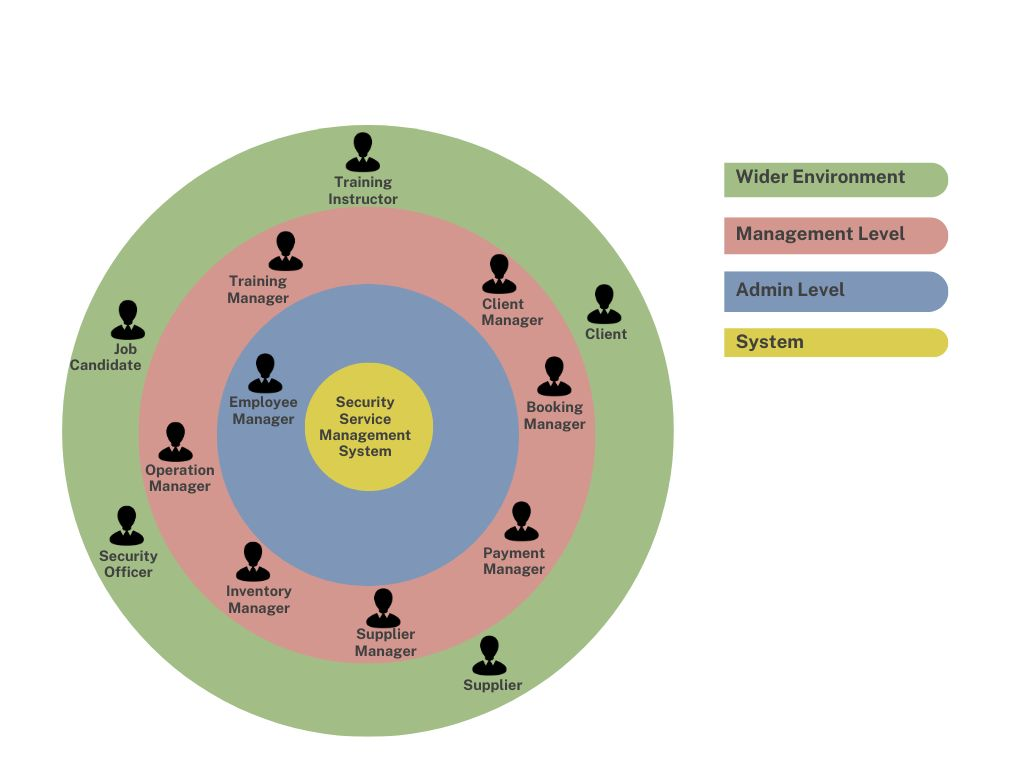 Training
Instructor
Training
Manager
Client
Manager
Client
Job
Candidate
Employee
Manager
Security
Service
Management
System
Booking
Manager
Operation
Manager
Security
Officer
Payment
Manager
Inventory
Manager
Supplier
Manager
Supplier
Wider Environment
Management Level
Admin Level
System